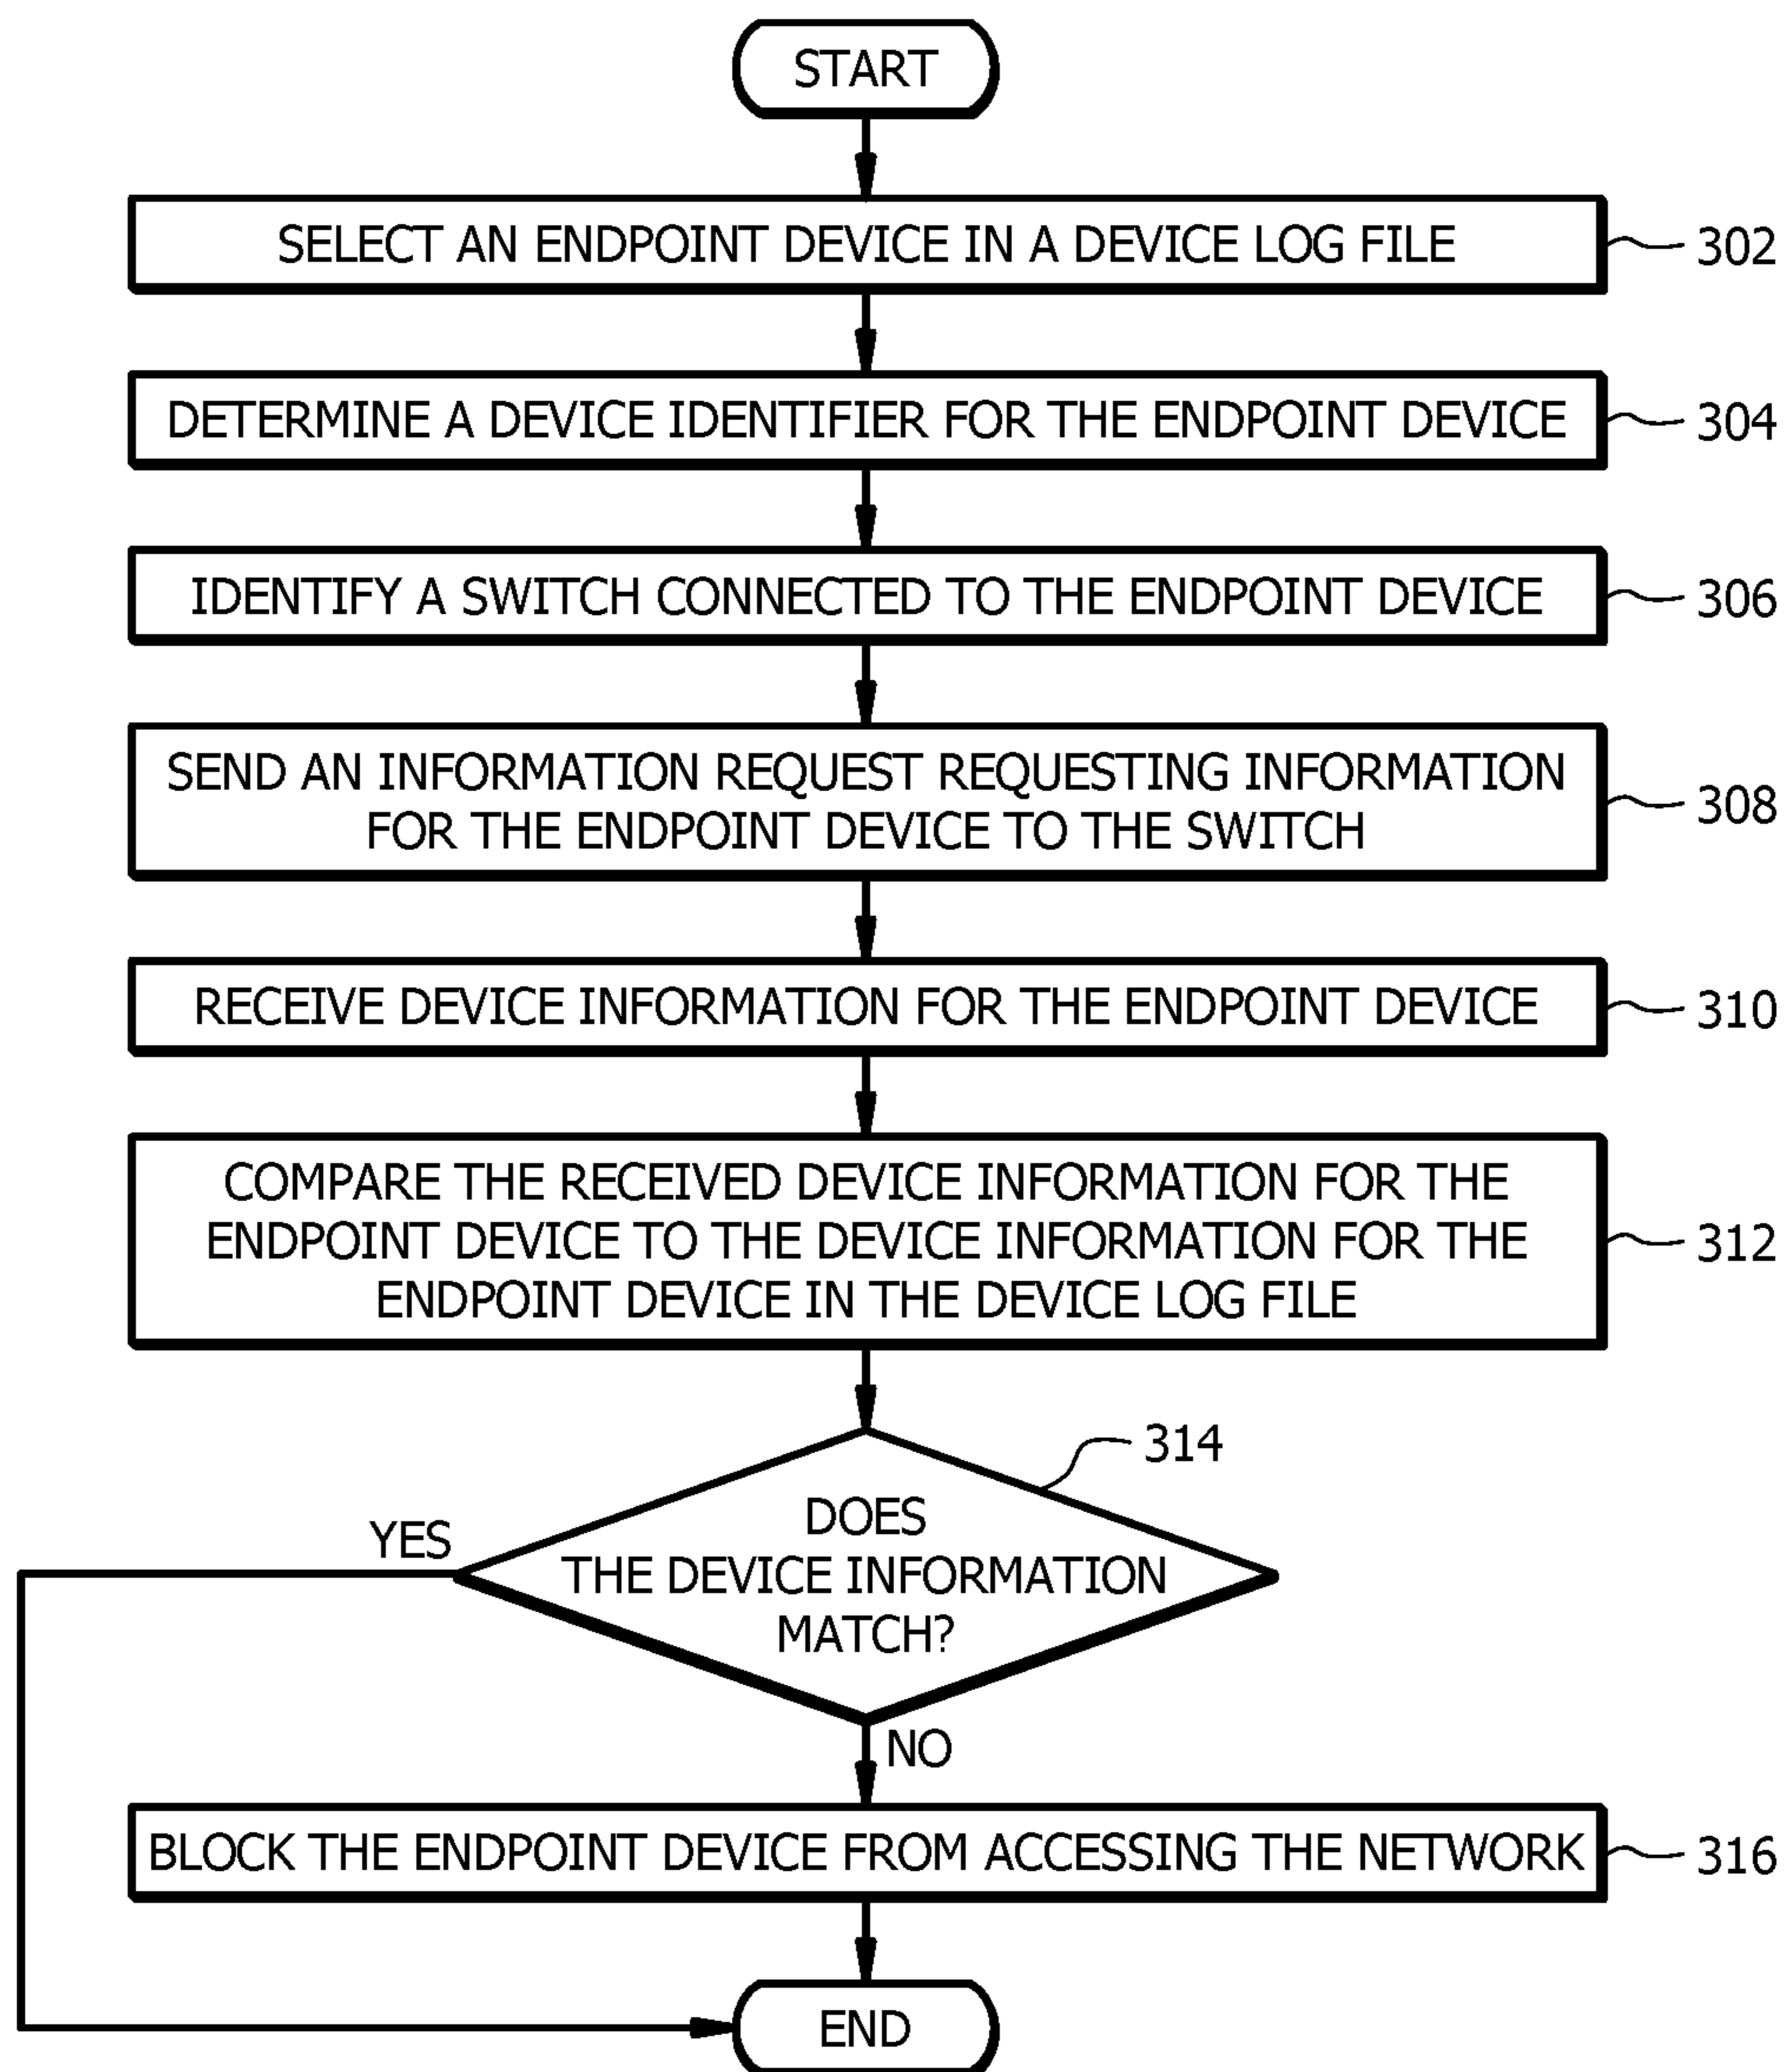 START
SELECT AN ENDPOINT DEVICE IN A DEVICE LOG FILE
302
DETERMINE A DEVICE IDENTIFIER FOR THE ENDPOINT DEVICE
304
IDENTIFY A SWITCH CONNECTED TO THE ENDPOINT DEVICE
306
SEND AN INFORMATION REQUEST REQUESTING INFORMATION
FOR THE ENDPOINT DEVICE TO THE SWITCH
308
RECEIVE DEVICE INFORMATION FOR THE ENDPOINT DEVICE
310
COMPARE THE RECEIVED DEVICE INFORMATION FOR THE
ENDPOINT DEVICE TO THE DEVICE INFORMATION FOR THE
ENDPOINT DEVICE IN THE DEVICE LOG FILE
312
314
DOES
THE DEVICE INFORMATION
MATCH?
YES
NO
BLOCK THE ENDPOINT DEVICE FROM ACCESSING THE NETWORK
316
END